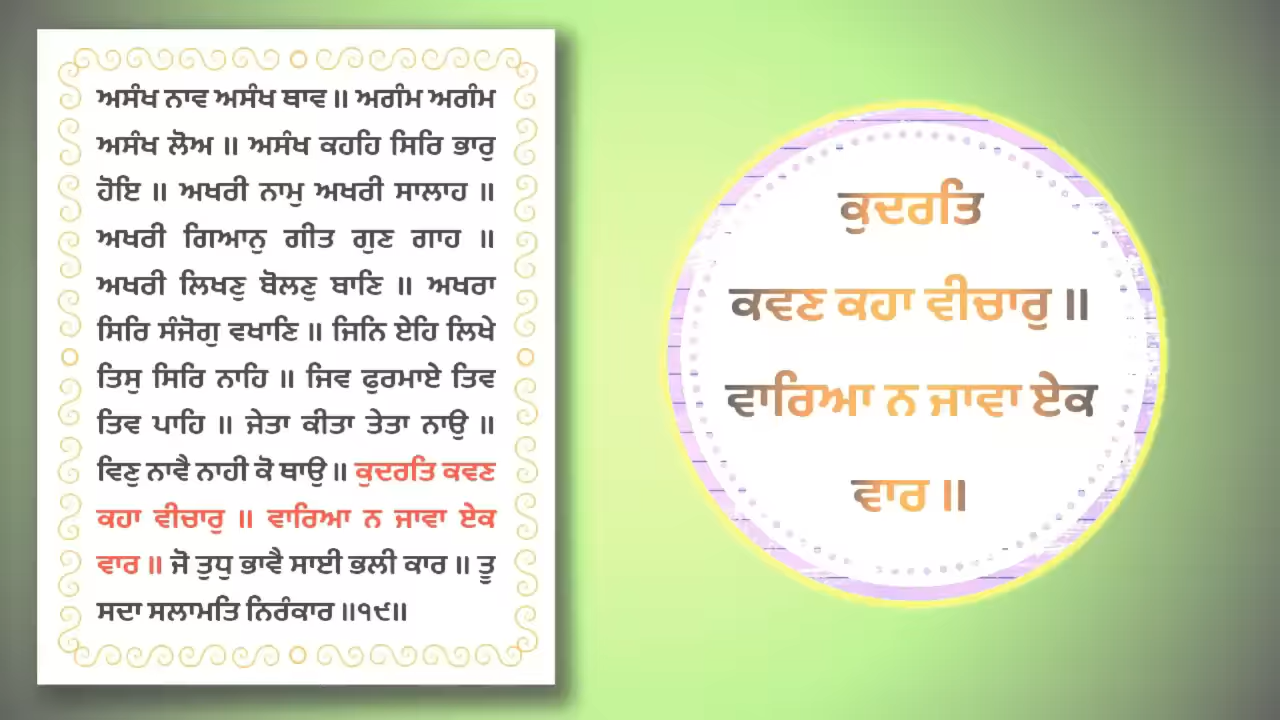 ਅਸੰਖ ਨਾਵ ਅਸੰਖ ਥਾਵ ॥ ਅਗੰਮ ਅਗੰਮ
ਅਸੰਖ ਲੋਅ ॥ ਅਸੰਖ ਕਹਹਿ ਸਿਰਿ ਭਾਰੁ
ਹੋਇ ॥ ਅਖਰੀ ਨਾਮੁ ਅਖਰੀ ਸਾਲਾਹ ॥
ਅਖਰੀ ਗਿਆਨੁ ਗੀਤ ਗੁਣ ਗਾਹ ॥
ਅਖਰੀ ਲਿਖਣੁ ਬੋਲਣੁ ਬਾਣਿ ॥ ਅਖਰਾ
ਸਿਰਿ ਸੰਜੋਗੁ ਵਖਾਣਿ ॥ ਜਿਨਿ ਏਹਿ ਲਿਖੇ
ਤਿਸੁ ਸਿਰਿ ਨਾਹਿ ॥ ਜਿਵ ਫੁਰਮਾਏ ਤਿਵ
ਤਿਵ ਪਾਹਿ ॥ ਜੇਤਾ ਕੀਤਾ ਤੇਤਾ ਨਾਉ ॥
ਵਿਣੁ ਨਾਵੈ ਨਾਹੀ ਕੋ ਥਾਉ ॥ ਕੁਦਰਤਿ ਕਵਣ
ਕਹਾ ਵੀਚਾਰੁ ॥ ਵਾਰਿਆ ਨ ਜਾਵਾ ਏਕ
ਵਾਰ ॥ ਜੋ ਤੁਧੁ ਭਾਵੈ ਸਾਈ ਭਲੀ ਕਾਰ ॥ ਤੂ
ਸਦਾ ਸਲਾਮਤਿ ਨਿਰੰਕਾਰ ॥੧੯॥
ਕੁਦਰਤਿ
ਕਵਣ ਕਹਾ ਵੀਚਾਰੁ ॥
ਵਾਰਿਆ ਨ ਜਾਵਾ ਏਕ
ਵਾਰ ॥